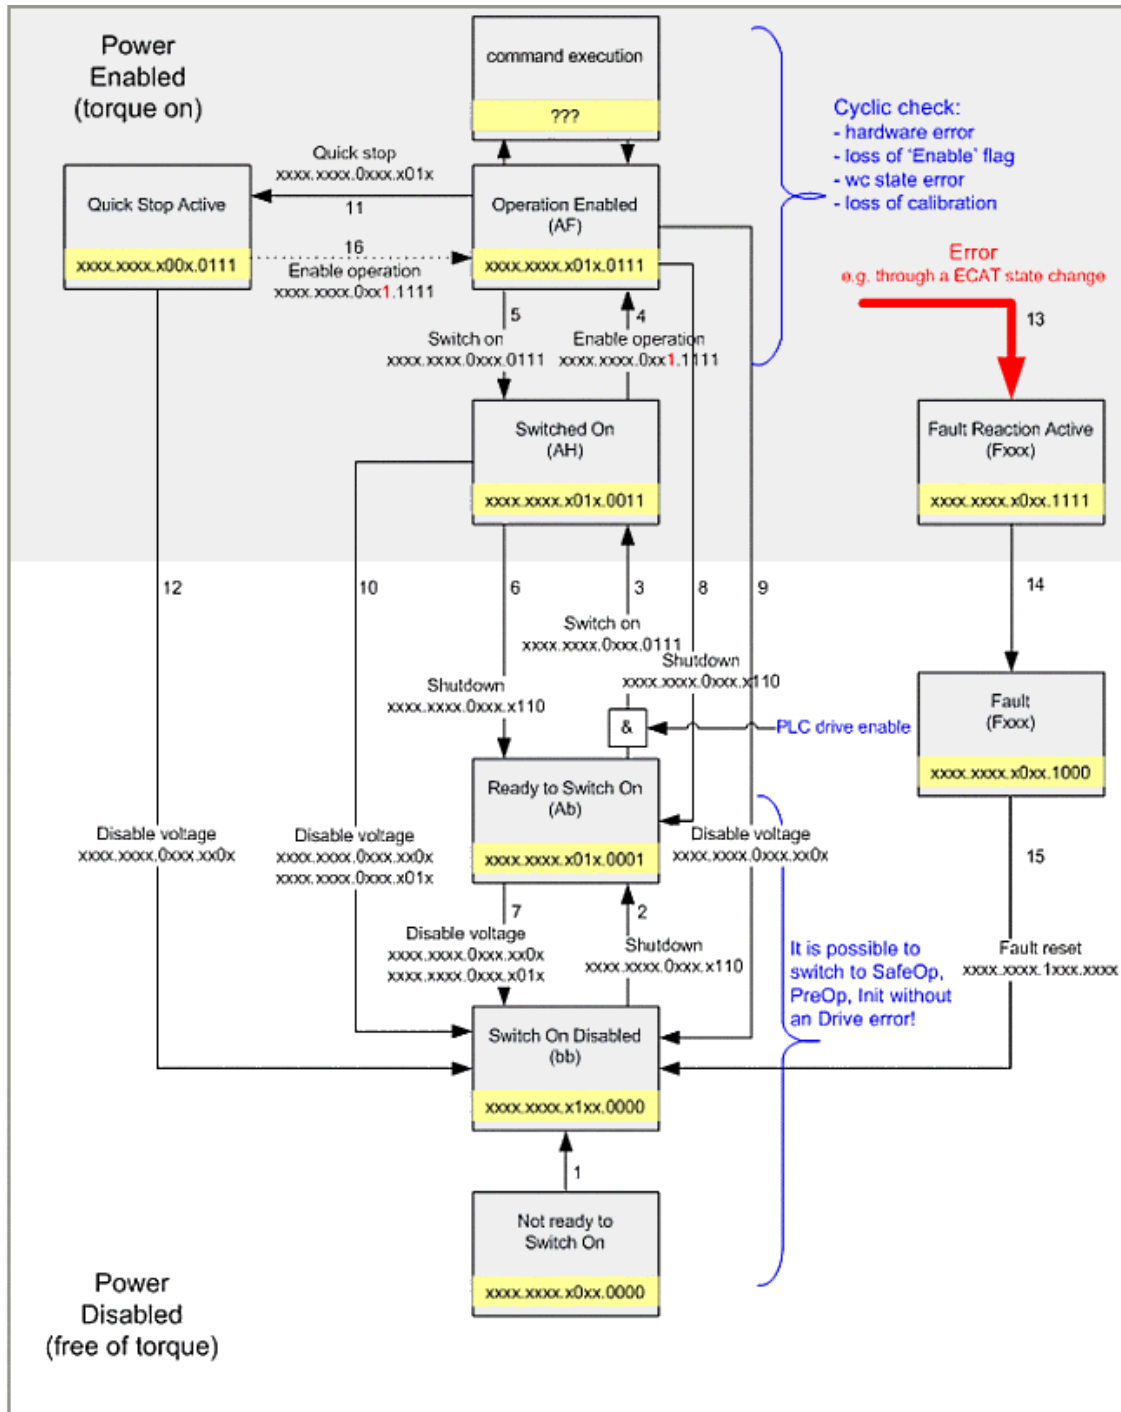 Power
Enabled
(torque on)
command execution
???
Cyclic check:
- hardware error
- loss of 'Enable' flag
- wc state error
- loss of calibration
Quick stop
xxxx.xxxx.0xxx.x01x
11
Quick Stop Active
xxxx.xxxx.x00x.0111
Operation Enabled
(AF)
xxxx.xxxx.x01x.0111
16
Enable operation
xxxx.xxxx.0xx1.1111
Error
e.g. through a ECAT state change
13
5
Switch on
xxxx.xxxx.0xxx.0111
4
Enable operation
xxxx.xxxx.0xx1.1111
Switched On
(AH)
xxxx.xxxx.x01x.0011
Fault Reaction Active
(Fxxx)
xxxx.xxxx.x0xx.1111
12
10
6
3
8
9
14
Switch on
xxxx.xxxx.0xxx.0111
Shutdown
xxxx.xxxx.0xxx.x110
Shutdown
xxxx.xxxx.0xxx.x110
&
PLC drive enable
Fault
(Fxxx)
xxxx.xxxx.x0xx.1000
Ready to Switch On
(Ab)
xxxx.xxxx.x01x.0001
Disable voltage
xxxx.xxxx.0xxx.xx0x
Disable voltage
xxxx.xxxx.0xxx.xx0x
xxxx.xxxx.0xxx.x01x
Disable voltage
xxxx.xxxx.0xxx.xx0x
15
7
Disable voltage
xxxx.xxxx.0xxx.xx0x
xxxx.xxxx.0xxx.x01x
2
Shutdown
xxxx.xxxx.0xxx.x110
It is possible to
switch to SafeOp,
PreOp, Init without
an Drive error!
Fault reset
xxxx.xxxx.1xxx.xxxx
Switch On Disabled
(bb)
xxxx.xxxx.x1xx.0000
1
Not ready to
Switch On
xxxx.xxxx.x0xx.0000
Power
Disabled
(free of torque)